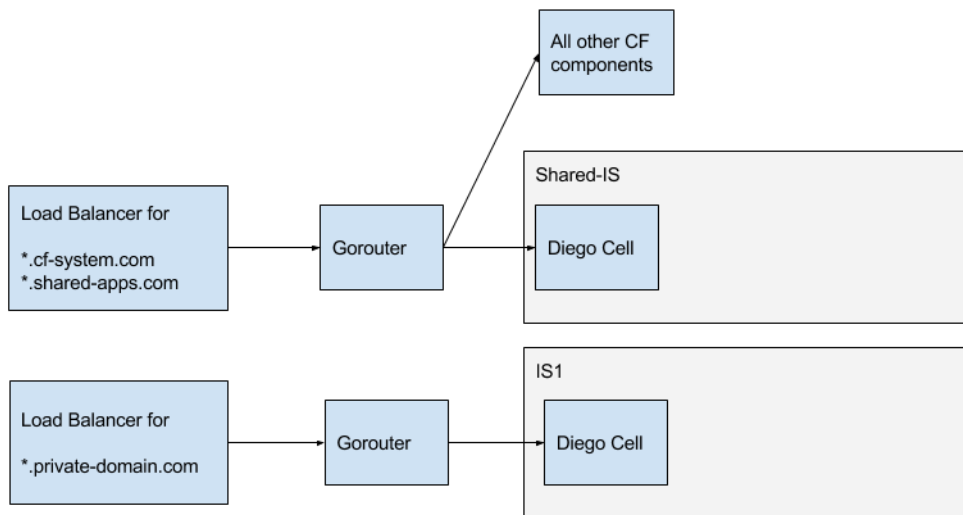 All other CF
components
Shared-IS
Load Balancer for
*.cf-system.com
*.shared-apps.com
Gorouter
Diego Cell
IS1
Load Balancer for
*.private-domain.com
Gorouter
Diego Cell